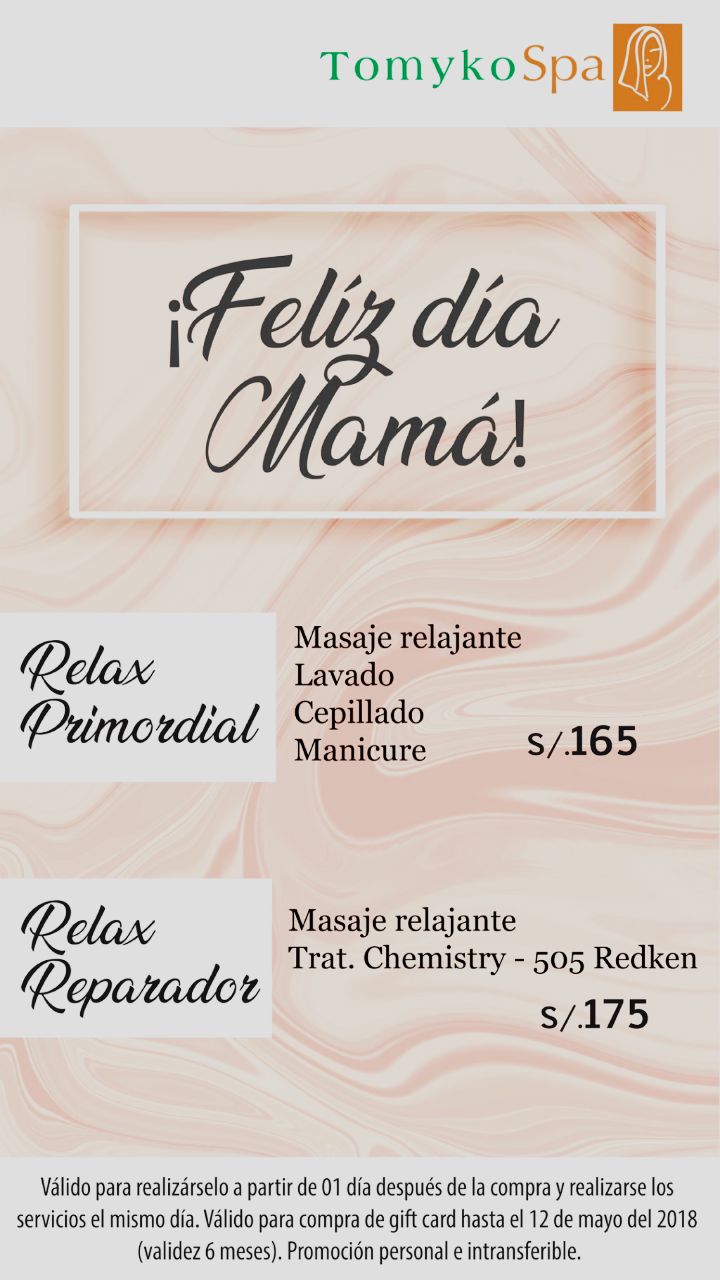 TomykoSpa
¡Felíz día
Mamá!
Relax
Primordial
Masaje relajante
Lavado
Cepillado
Manicure
S/.165
Relax
Reparador
Masaje relajante
Trat. Chemistry - 505 Redken
S/.175
Válido para realizárselo a partir de 01 día después de la compra y realizarse los
servicios el mismo día. Válido para compra de gift card hasta el 12 de mayo del 2018
(validez 6 meses). Promoción personal e intransferible.